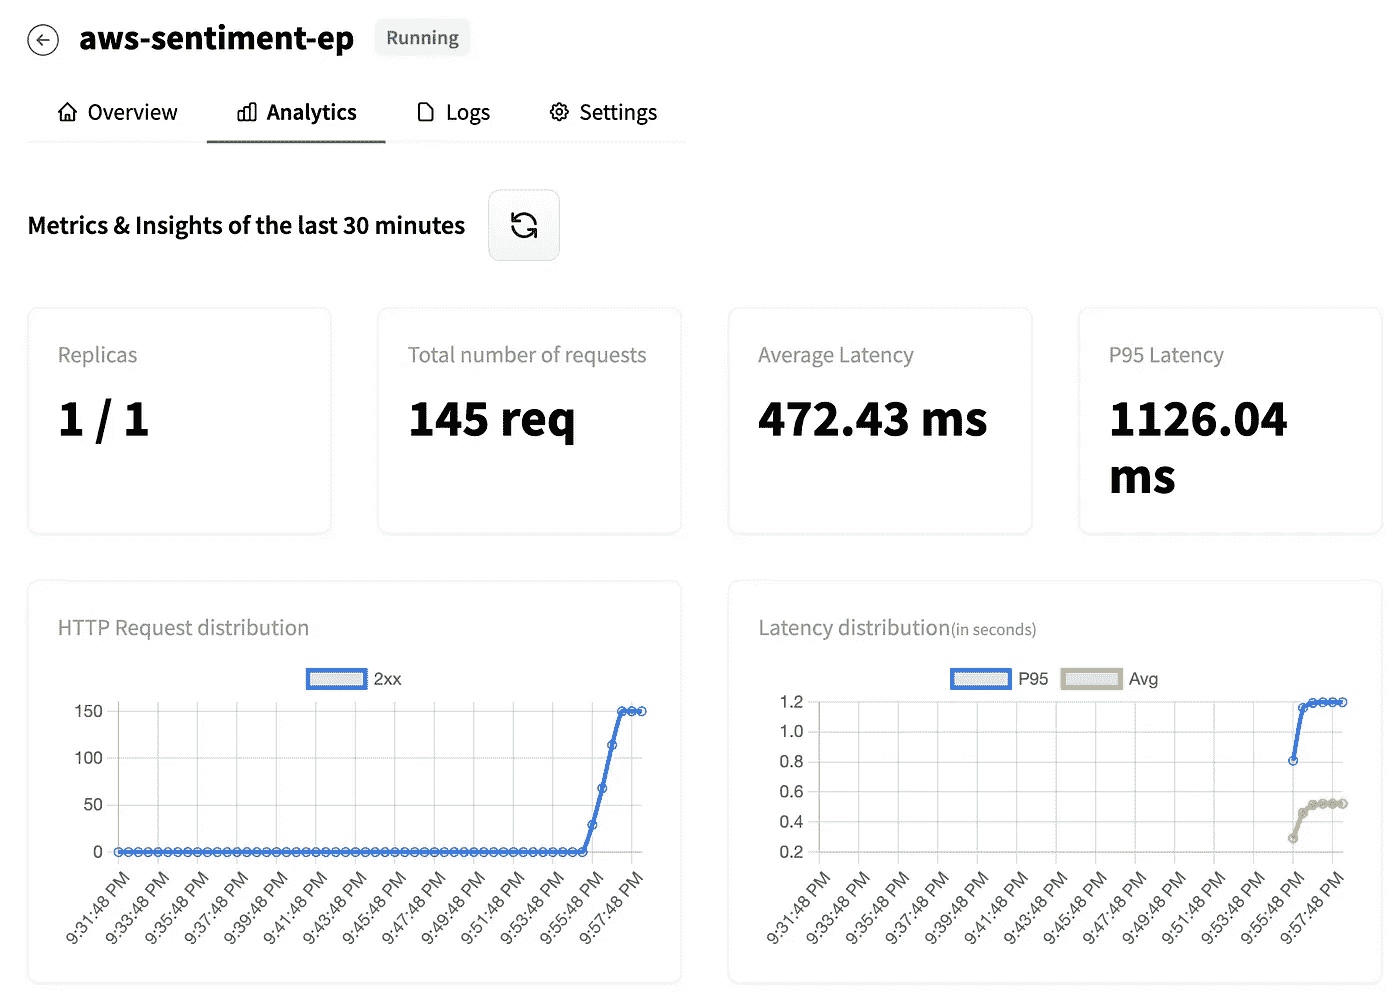 aws-sentiment-ep Running
Overview Analytics Logs Settings
Metrics & Insights of the last 30 minutes
Replicas
1 / 1
Total number of requests
145 req
Average Latency
472.43 ms
P95 Latency
1126.04
ms
HTTP Request distribution
2xx
150
100
50
0
9:31:48 PM
9:33:48 PM
9:35:48 PM
9:37:48 PM
9:39:48 PM
9:41:48 PM
9:43:48 PM
9:45:48 PM
9:47:48 PM
9:49:48 PM
9:51:48 PM
9:53:48 PM
9:55:48 PM
9:57:48 PM
Latency distribution(in seconds)
P95 Avg
1.2
1.0
0.8
0.6
0.4
0.2
9:31:48 PM
9:33:48 PM
9:35:48 PM
9:37:48 PM
9:39:48 PM
9:41:48 PM
9:43:48 PM
9:45:48 PM
9:47:48 PM
9:49:48 PM
9:51:48 PM
9:53:48 PM
9:55:48 PM
9:57:48 PM